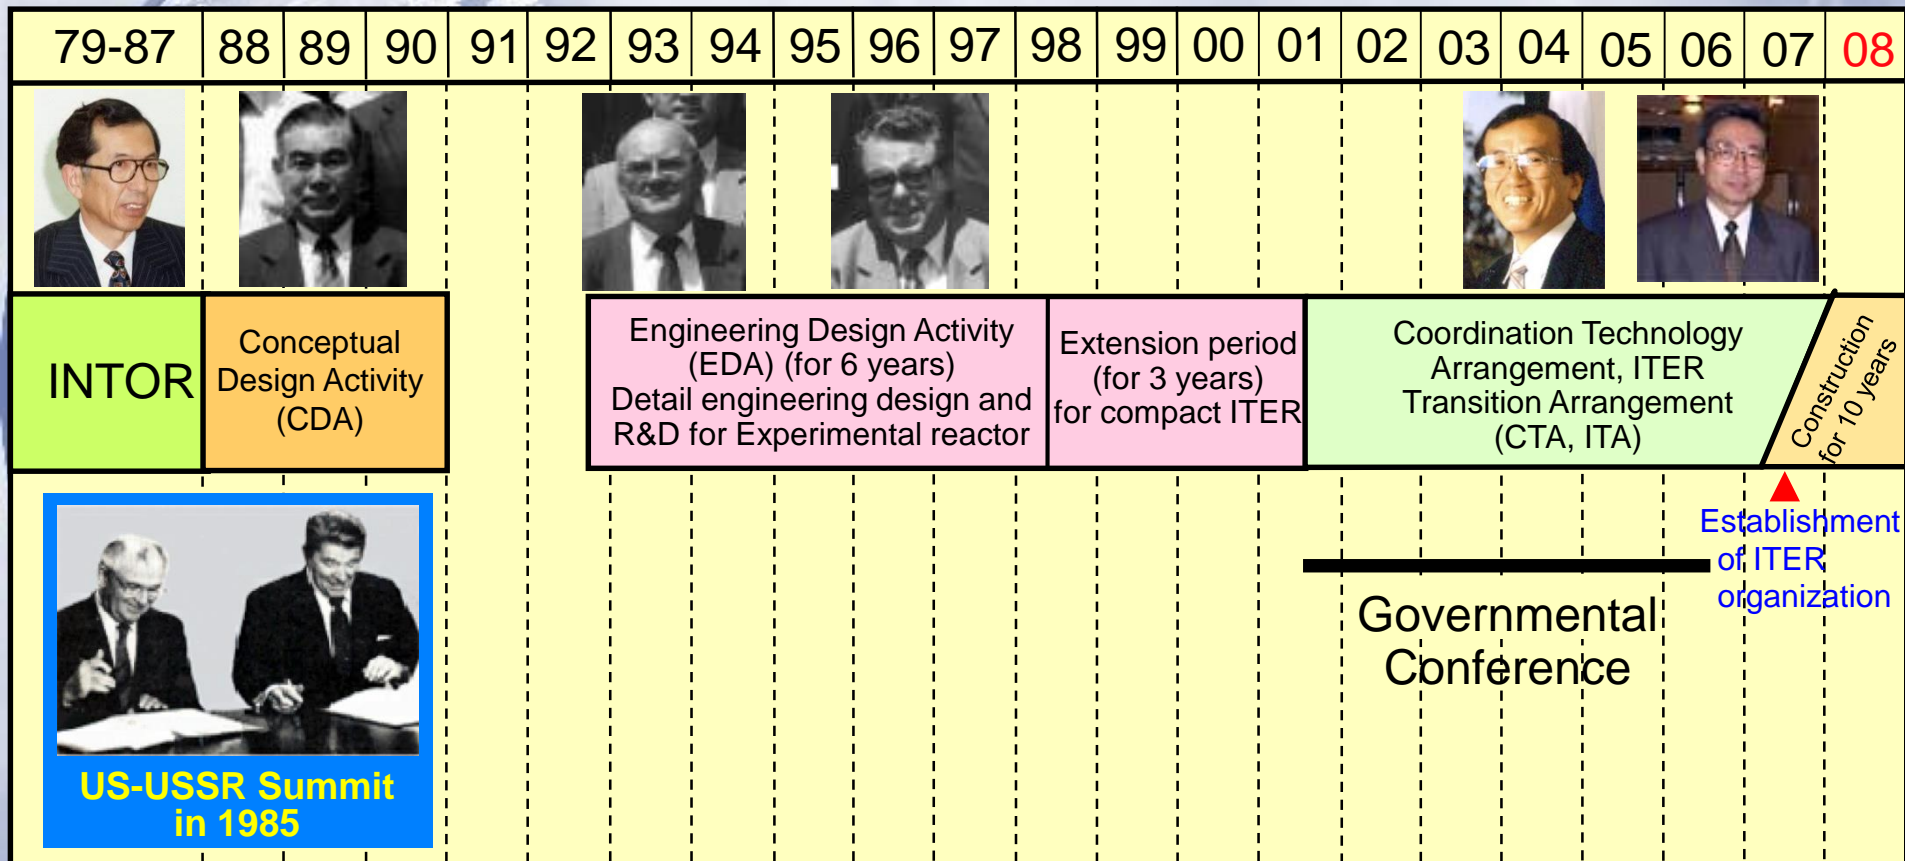 79-87 88 89 90 91 92 93 94 95 96 97 98 99 00 01 02 03 04 05 06 07 08
INTOR
Conceptual
Design Activity
(CDA)
Engineering Design Activity
(EDA) (for 6 years)
Detail engineering design and
R&D for Experimental reactor
Extension period
(for 3 years)
for compact ITER
Coordination Technology
Arrangement, ITER
Transition Arrangement
(CTA, ITA)
Construction
for 10 years
Establishment
of ITER
organization
Governmental
Conference
US-USSR Summit
in 1985